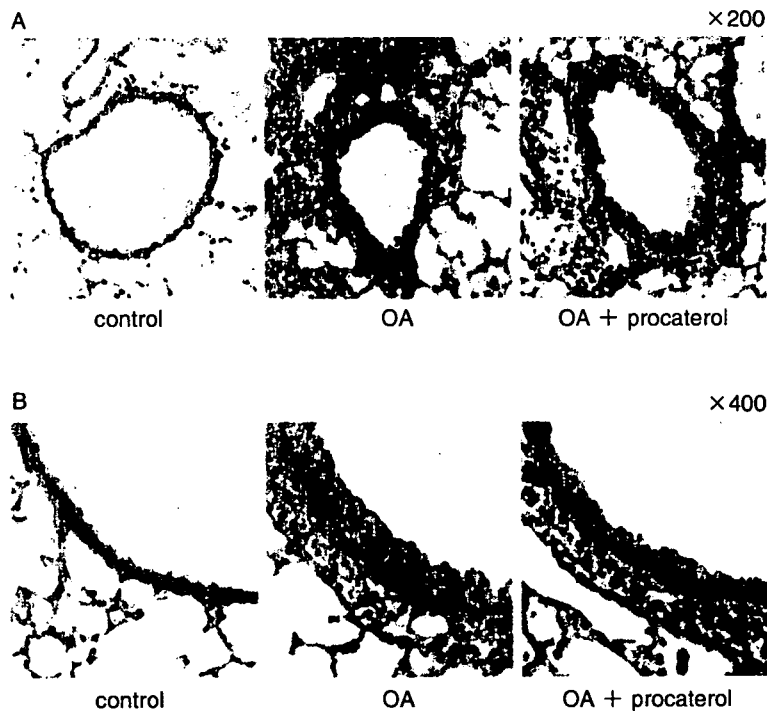 A ×200
control OA OA + procaterol
B ×400
control OA OA + procaterol